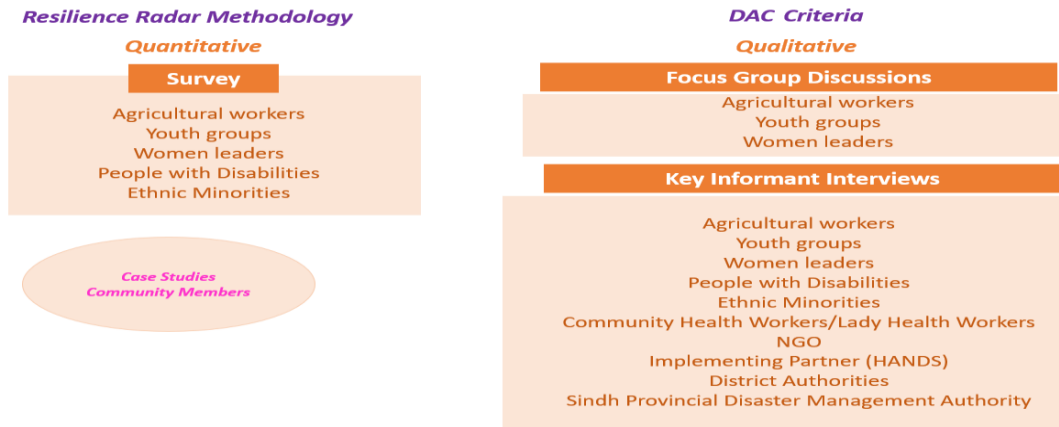 Resilience Radar Methodology
Quantitative
Survey
Agricultural workers
Youth groups
Women leaders
People with Disabilities
Ethnic Minorities
Case Studies
Community Members
DAC Criteria
Qualitative
Focus Group Discussions
Agricultural workers
Youth groups
Women leaders
Key Informant Interviews
Agricultural workers
Youth groups
Women leaders
People with Disabilities
Ethnic Minorities
Community Health Workers/Lady Health Workers
NGO
Implementing Partner (HANDS)
District Authorities
Sindh Provincial Disaster Management Authority